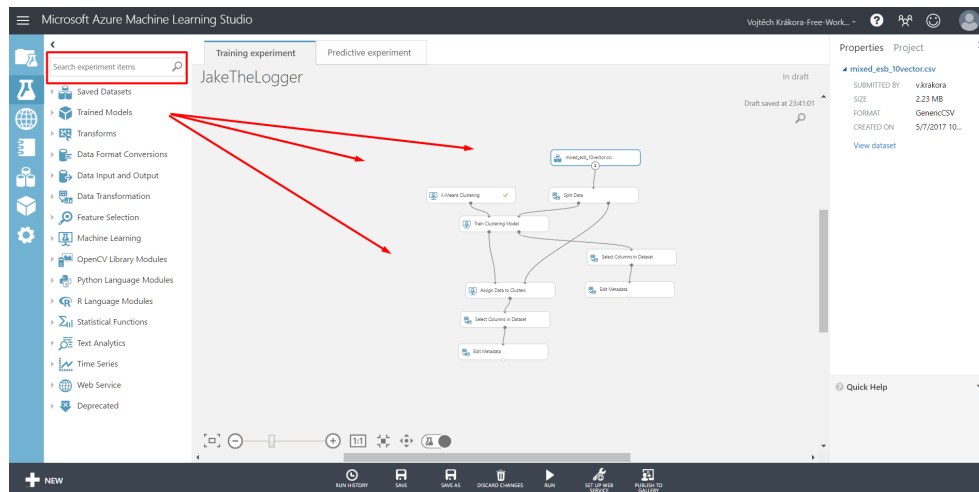 Microsoft Azure Machine Learning Studio
Vojtěch Krákora-Free-Work...
?
Search experiment items
Saved Datasets
Trained Models
Transforms
Data Format Conversions
Data Input and Output
Data Transformation
Feature Selection
Machine Learning
OpenCV Library Modules
Python Language Modules
R Language Modules
Statistical Functions
Text Analytics
Time Series
Web Service
Deprecated
Training experiment
Predictive experiment
JakeTheLogger
In draft
Draft saved at 23:41:01
mixed_esb_10vector.csv
1
K-Means Clustering
Split Data
Train Clustering Model
Select Columns in Dataset
Assign Data to Clusters
Edit Metadata
Select Columns in Dataset
Edit Metadata
1:1
Properties Project
mixed_esb_10vector.csv
SUBMITTED BY v.krakora
SIZE 2.23 MB
FORMAT GenericCSV
CREATED ON 5/7/2017 10...
View dataset
Quick Help
NEW
RUN HISTORY
SAVE
SAVE AS
DISCARD CHANGES
RUN
SET UP WEB
SERVICE
PUBLISH TO
GALLERY